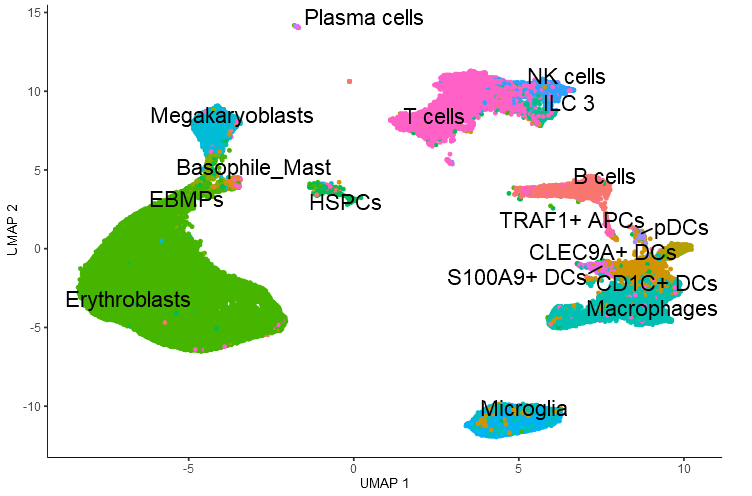 15
Plasma cells
10
NK cells
ILC 3
Megakaryoblasts
T cells
5
Basophile_Mast
B cells
EBMPs
HSPCs
TRAF1+ APCs
pDCs
0
CLEC9A+ DCs
S100A9+ DCs
CD1C+ DCs
Erythroblasts
Macrophages
-5
-10
Microglia
-5
0
5
10
UMAP 1
UMAP 2